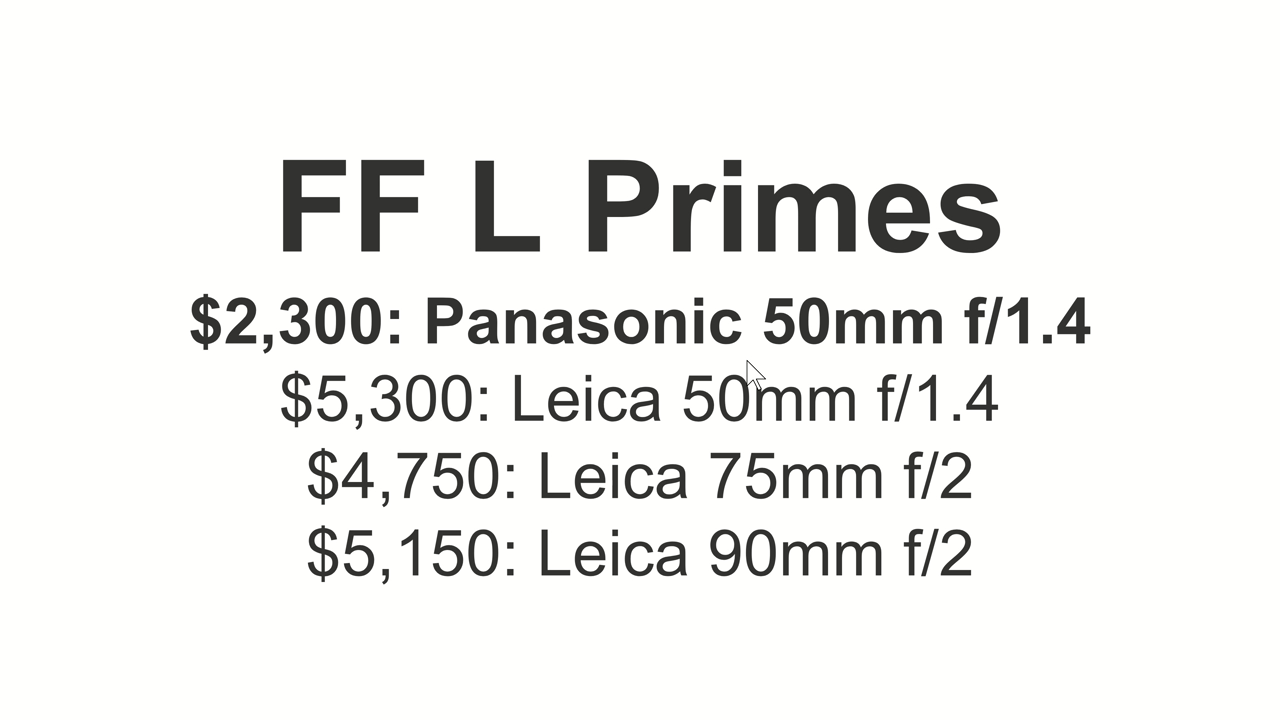 FF L Primes
$2,300: Panasonic 50mm f/1.4
$5,300: Leica 50mm f/1.4
$4,750: Leica 75mm f/2
$5,150: Leica 90mm f/2